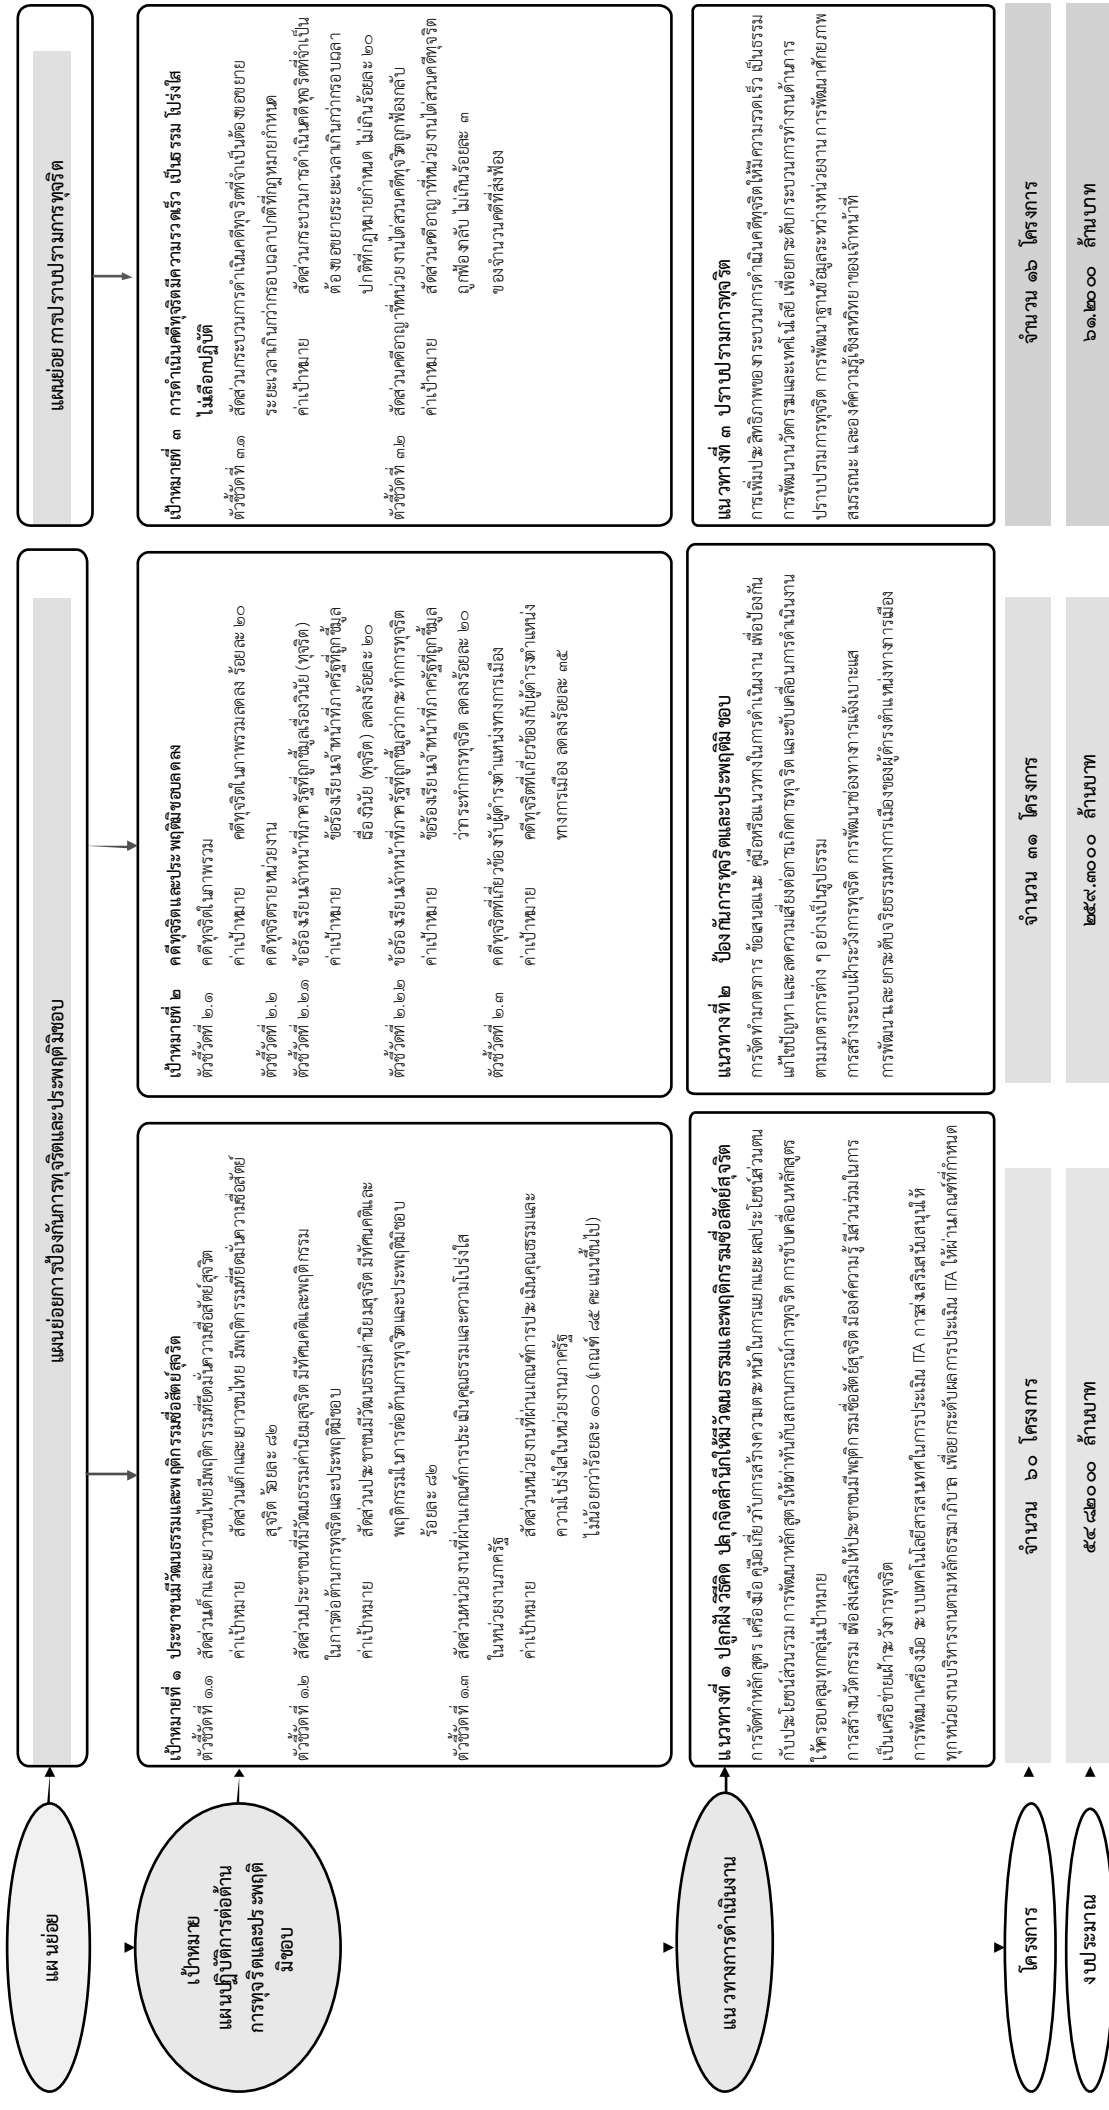 แผนย่อย
แผนย่อยการป้องกันการทุจริตและประพฤติมิชอบ
แผนย่อย การปราบปรามการทุจริต
เป้าหมาย
แผนปฏิบัติการต่อต้าน
การทุจริตและประพฤติ
มิชอบ
เป้าหมายที่ ๑ ประชาชนมีวัฒนธรรมและพฤติกรรมซื่อสัตย์สุจริต
ตัวชี้วัดที่ ๑.๑ สัดส่วนเด็กและเยาวชนไทยมีพฤติกรรมที่ยึดมั่นความซื่อสัตย์สุจริต
ค่าเป้าหมาย สัดส่วนเด็กและเยาวชนไทย มีพฤติกรรมที่ยึดมั่นความซื่อสัตย์
สุจริต ร้อยละ ๘๒
ตัวชี้วัดที่ ๑.๒ สัดส่วนประชาชนที่มีวัฒนธรรมค่านิยมสุจริต มีทัศนคติและพฤติกรรม
ในการต่อต้านการทุจริตและประพฤติมิชอบ
ค่าเป้าหมาย สัดส่วนประชาชนมีวัฒนธรรมค่านิยมสุจริต มีทัศนคติและ
พฤติกรรมในการต่อต้านการทุจริตและประพฤติมิชอบ
ร้อยละ ๘๒
ตัวชี้วัดที่ ๑.๓ สัดส่วนหน่วยงานที่ผ่านเกณฑ์การประเมินคุณธรรมและความโปร่งใส
ในหน่วยงานภาครัฐ
ค่าเป้าหมาย สัดส่วนหน่วยงานที่ผ่านเกณฑ์การประเมินคุณธรรมและ
ความโปร่งใสในหน่วยงานภาครัฐ
ไม่น้อยกว่าร้อยละ ๑๐๐ (เกณฑ์ ๘๕ คะแนนขึ้นไป)
เป้าหมายที่ ๒ คดีทุจริตและประพฤติมิชอบลดลง
ตัวชี้วัดที่ ๒.๑ คดีทุจริตในภาพรวม
ค่าเป้าหมาย คดีทุจริตในภาพรวมลดลง ร้อยละ ๒๐
ตัวชี้วัดที่ ๒.๒ คดีทุจริตรายหน่วยงาน
ตัวชี้วัดที่ ๒.๒.๑ ข้อร้องเรียนเจ้าหน้าที่ภาครัฐที่ถูกชี้มูลเรื่องวินัย (ทุจริต)
ค่าเป้าหมาย ข้อร้องเรียนเจ้าหน้าที่ภาครัฐที่ถูกชี้มูล
เรื่องวินัย (ทุจริต) ลดลงร้อยละ ๒๐
ตัวชี้วัดที่ ๒.๒.๒ ข้อร้องเรียนเจ้าหน้าที่ภาครัฐที่ถูกชี้มูลว่ากระทำการทุจริต
ค่าเป้าหมาย ข้อร้องเรียนเจ้าหน้าที่ภาครัฐที่ถูกชี้มูล
ว่ากระทำการทุจริต ลดลงร้อยละ ๒๐
ตัวชี้วัดที่ ๒.๓ คดีทุจริตที่เกี่ยวข้องกับผู้ดำรงตำแหน่งทางการเมือง
ค่าเป้าหมาย คดีทุจริตที่เกี่ยวข้องกับผู้ดำรงตำแหน่ง
ทางการเมือง ลดลงร้อยละ ๓๕
เป้าหมายที่ ๓ การดำเนินคดีทุจริตมีความรวดเร็ว เป็นธรรม โปร่งใส
ไม่เลือกปฏิบัติ
ตัวชี้วัดที่ ๓.๑ สัดส่วนกระบวนการดำเนินคดีทุจริตที่จำเป็นต้องขอขยาย
ระยะเวลาเกินกว่ากรอบเวลาปกติที่กฎหมายกำหนด
ค่าเป้าหมาย สัดส่วนกระบวนการดำเนินคดีทุจริตที่จำเป็น
ต้องขอขยายระยะเวลาเกินกว่ากรอบเวลา
ปกติที่กฎหมายกำหนด ไม่เกินร้อยละ ๒๐
ตัวชี้วัดที่ ๓.๒ สัดส่วนคดีอาญาที่หน่วยงานไต่สวนคดีทุจริตถูกฟ้องกลับ
ค่าเป้าหมาย สัดส่วนคดีอาญาที่หน่วยงานไต่สวนคดีทุจริต
ถูกฟ้องกลับ ไม่เกินร้อยละ ๓
ของจำนวนคดีที่ส่งฟ้อง
แนวทางการดำเนินงาน
แนวทางที่ ๑ ปลูกฝังวิธีคิด ปลุกจิตสำนึกให้มีวัฒนธรรมและพฤติกรรมซื่อสัตย์สุจริต
การจัดทำหลักสูตร เครื่องมือ คู่มือเกี่ยวกับการสร้างความตระหนักในการแยกแยะผลประโยชน์ส่วนตน
กับประโยชน์ส่วนรวม การพัฒนาหลักสูตรให้เท่าทันกับสถานการณ์การทุจริต การขับเคลื่อนหลักสูตร
ให้ครอบคลุมทุกกลุ่มเป้าหมาย
การสร้างนวัตกรรม เพื่อส่งเสริมให้ประชาชนมีพฤติกรรมซื่อสัตย์สุจริต มีองค์ความรู้ มีส่วนร่วมในการ
เป็นเครือข่ายเฝ้าระวังการทุจริต
การพัฒนาเครื่องมือ ระบบเทคโนโลยีสารสนเทศในการประเมิน ITA การส่งเสริมสนับสนุนให้
ทุกหน่วยงานบริหารงานตามหลักธรรมาภิบาล เพื่อยกระดับผลการประเมิน ITA ให้ผ่านเกณฑ์ที่กำหนด
แนวทางที่ ๒ ป้องกันการทุจริตและประพฤติมิชอบ
การจัดทำมาตรการ ข้อเสนอแนะ คู่มือหรือแนวทางในการดำเนินงาน เพื่อป้องกัน
แก้ไขปัญหา และลดความเสี่ยงต่อการเกิดการทุจริต และขับเคลื่อนการดำเนินงาน
ตามมาตรการต่าง ๆ อย่างเป็นรูปธรรม
การสร้างระบบเฝ้าระวังการทุจริต การพัฒนาช่องทางการแจ้งเบาะแส
การพัฒนาและยกระดับจริยธรรมทางการเมืองของผู้ดำรงตำแหน่งทางการเมือง
แนวทางที่ ๓ ปราบปรามการทุจริต
การเพิ่มประสิทธิภาพของกระบวนการดำเนินคดีทุจริตให้มีความรวดเร็ว เป็นธรรม
การพัฒนานวัตกรรมและเทคโนโลยี เพื่อยกระดับกระบวนการทำงานด้านการ
ปราบปรามการทุจริต การพัฒนาฐานข้อมูลระหว่างหน่วยงาน การพัฒนาศักยภาพ
สมรรถนะ และองค์ความรู้เชิงสหวิทยาของเจ้าหน้าที่
โครงการ
จำนวน ๖๐ โครงการ
จำนวน ๓๑ โครงการ
จำนวน ๑๖ โครงการ
งบประมาณ
๕๔๘.๒๐๐๐ ล้านบาท
๒๕๙.๓๐๐๐ ล้านบาท
๖๑.๒๐๐๐ ล้านบาท